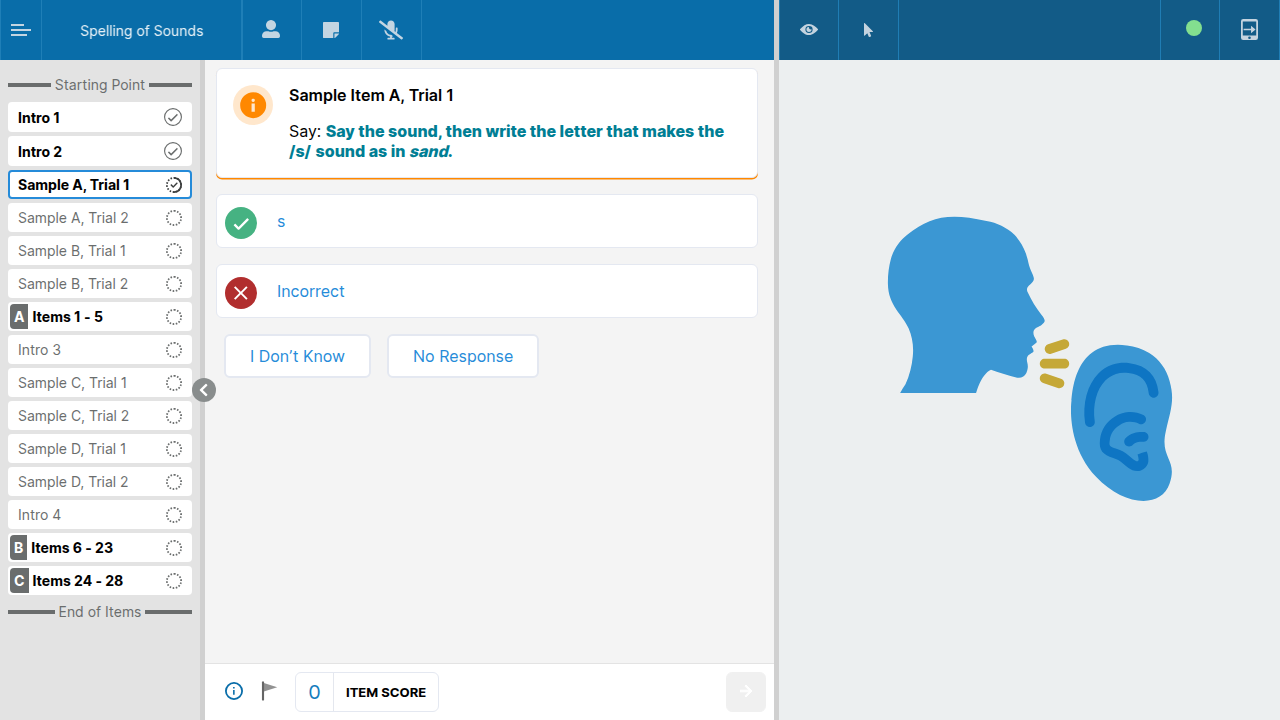 Spelling of Sounds
Starting Point
Intro 1
Intro 2
Sample A, Trial 1
Sample A, Trial 2
Sample B, Trial 1
Sample B, Trial 2
A Items 1 - 5
Intro 3
Sample C, Trial 1
Sample C, Trial 2
Sample D, Trial 1
Sample D, Trial 2
Intro 4
B Items 6 - 23
C Items 24 - 28
End of Items
Sample Item A, Trial 1
Say: Say the sound, then write the letter that makes the
/s/ sound as in sand.
s
Incorrect
I Don’t Know
No Response
0 ITEM SCORE